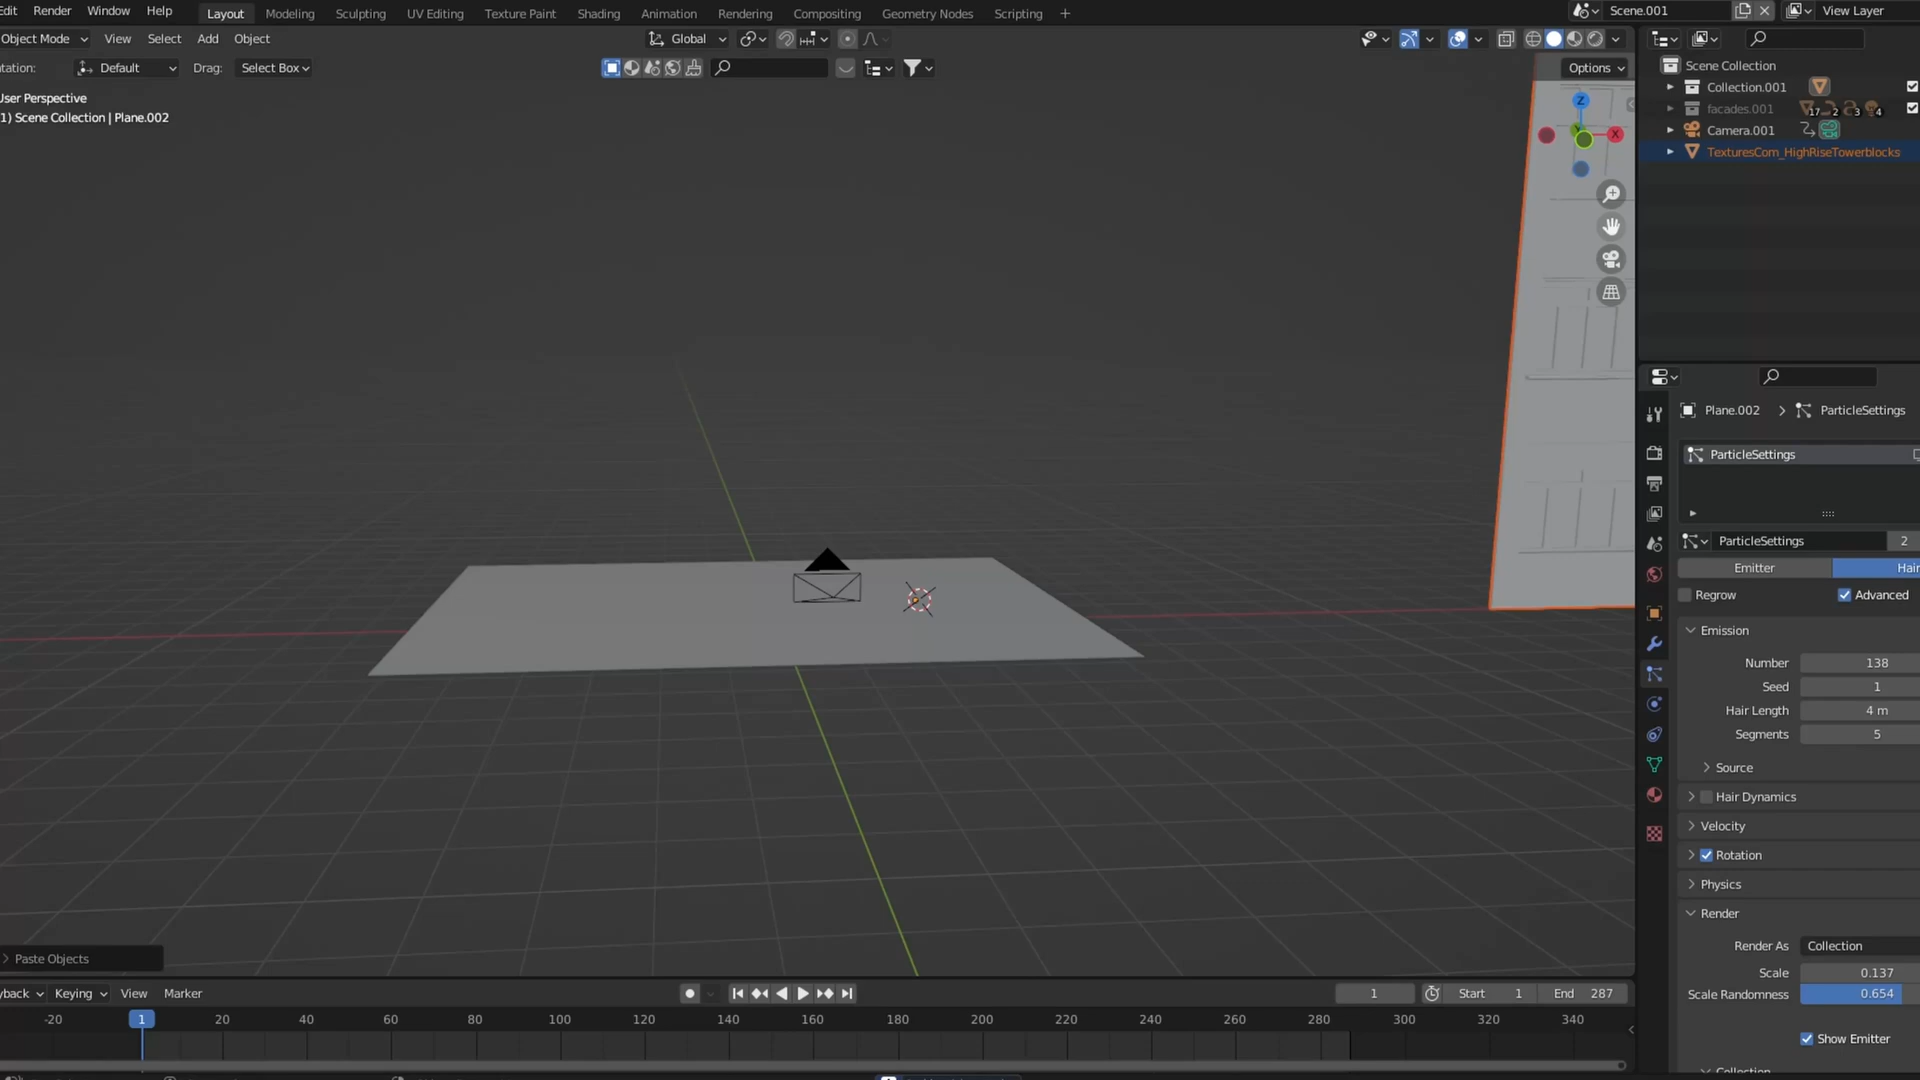 Edit Render Window Help Layout Modeling Sculpting UV Editing Texture Paint Shading Animation Rendering Compositing Geometry Nodes Scripting + Scene.001 View Layer
Object Mode View Select Add Object Global
Default Drag: Select Box Options
User Perspective
1) Scene Collection | Plane.002
Z
X
Scene Collection
Collection.001
facades.001 17 2 3 4
Camera.001
TexturesCom_HighRiseTowerblocks
Plane.002 > ParticleSettings
ParticleSettings
ParticleSettings 2
Emitter Hair
Regrow Advanced
Emission
Number 138
Seed 1
Hair Length 4 m
Segments 5
Source
Hair Dynamics
Velocity
Rotation
Physics
Render
Render As Collection
Scale 0.137
Scale Randomness 0.654
Show Emitter
Collection
Paste Objects
yback Keying View Marker 1 Start 1 End 287
-20 1 20 40 60 80 100 120 140 160 180 200 220 240 260 280 300 320 340